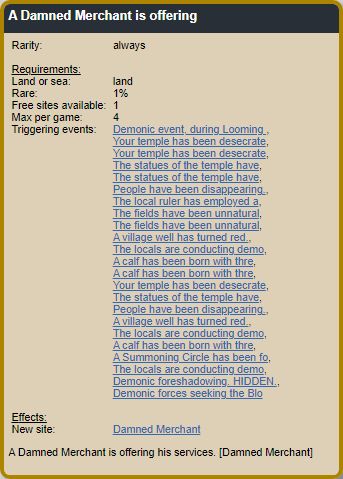 A Damned Merchant is offering
Rarity: always
Requirements:
Land or sea: land
Rare: 1%
Free sites available: 1
Max per game: 4
Triggering events: Demonic event, during Looming ,
Your temple has been desecrate,
Your temple has been desecrate,
The statues of the temple have,
The statues of the temple have,
People have been disappearing.,
The local ruler has employed a,
The fields have been unnatural,
The fields have been unnatural,
A village well has turned red.,
The locals are conducting demo,
A calf has been born with thre,
A calf has been born with thre,
Your temple has been desecrate,
The statues of the temple have,
People have been disappearing.,
A village well has turned red.,
The locals are conducting demo,
A calf has been born with thre,
A Summoning Circle has been fo,
The locals are conducting demo,
Demonic foreshadowing, HIDDEN.,
Demonic forces seeking the Blo
Effects:
New site: Damned Merchant
A Damned Merchant is offering his services. [Damned Merchant]